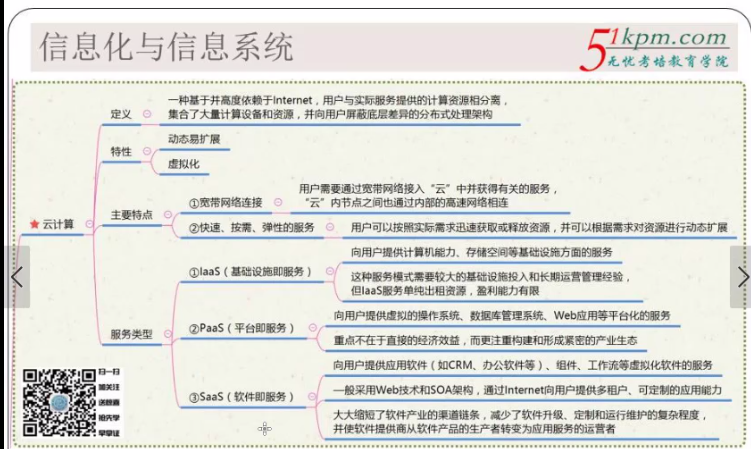 信息化与信息系统
51kpm.com
无忧考培教育学院
定义
一种基于并高度依赖于Internet，用户与实际服务提供的计算资源相分离，
集合了大量计算设备和资源，并向用户屏蔽底层差异的分布式处理架构
特性
动态易扩展
虚拟化
云计算
主要特点
①宽带网络连接
用户需要通过宽带网络接入“云”中并获得有关的服务，
“云”内节点之间也通过内部的高速网络相连
②快速、按需、弹性的服务
用户可以按照实际需求迅速获取或释放资源，并可以根据需求对资源进行动态扩展
服务类型
①IaaS（基础设施即服务）
向用户提供计算机能力、存储空间等基础设施方面的服务
这种服务模式需要较大的基础设施投入和长期运营管理经验，
但IaaS服务单纯出租资源，盈利能力有限
②PaaS（平台即服务）
向用户提供虚拟的操作系统、数据库管理系统、Web应用等平台化的服务
重点不在于直接的经济效益，而更注重构建和形成紧密的产业生态
③SaaS（软件即服务）
向用户提供应用软件（如CRM、办公软件等）、组件、工作流等虚拟化软件的服务
一般采用Web技术和SOA架构，通过Internet向用户提供多租户、可定制的应用能力
大大缩短了软件产业的渠道链条，减少了软件升级、定制和运行维护的复杂程度，
并使软件提供商从软件产品的生产者转变为应用服务的运营者
扫一扫
加关注
送题库
抢先学
早拿证